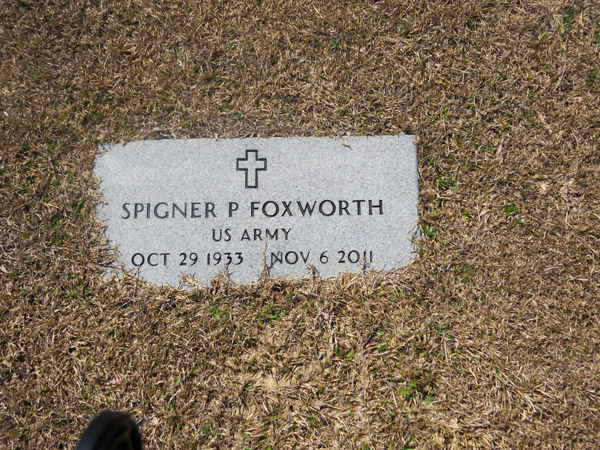 SPIGNER P FOXWORTH
US ARMY
OCT 29 1933 NOV 6 2011